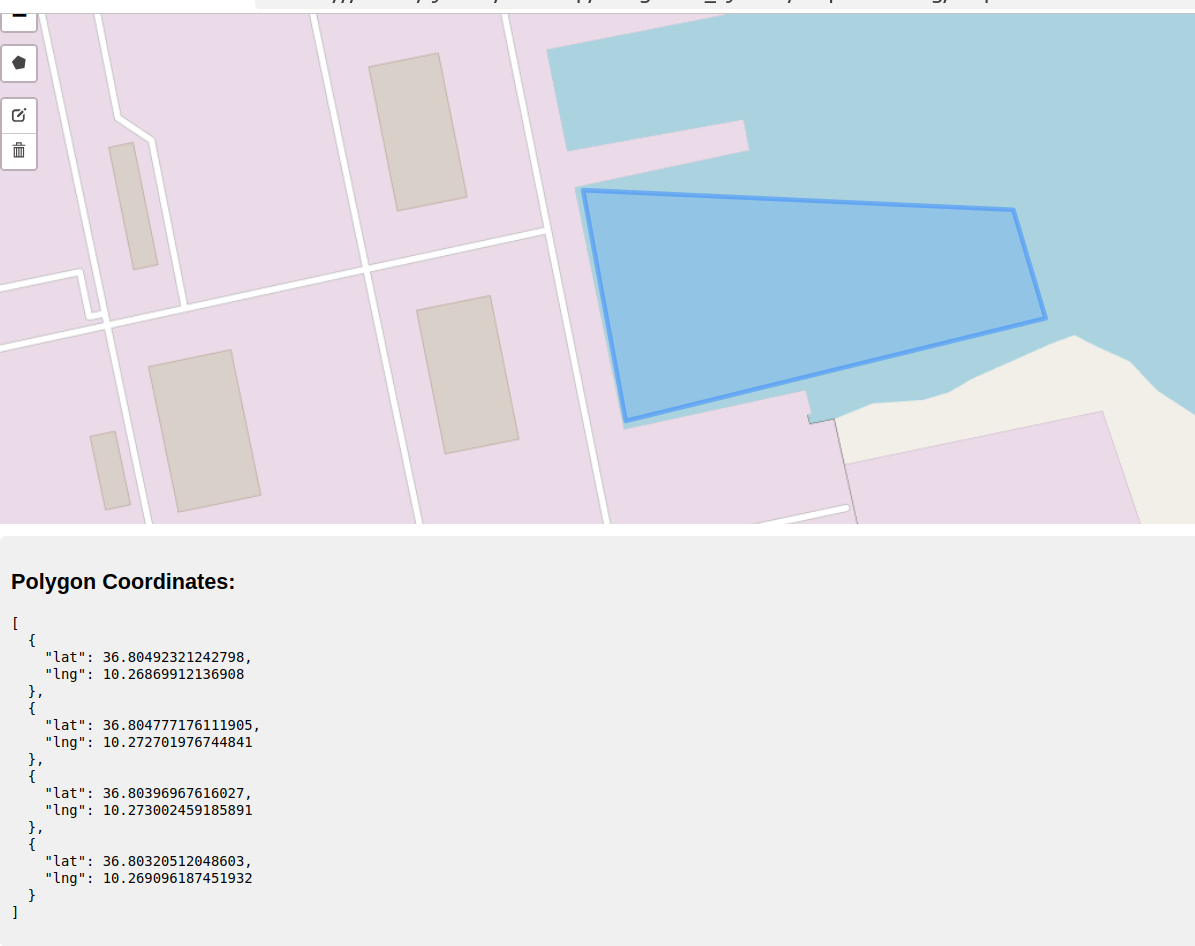 Polygon Coordinates:
[
  {
    "lat": 36.80492321242798,
    "lng": 10.26869912136908
  },
  {
    "lat": 36.804777176111905,
    "lng": 10.272701976744841
  },
  {
    "lat": 36.80396967616027,
    "lng": 10.273002459185891
  },
  {
    "lat": 36.80320512048603,
    "lng": 10.269096187451932
  }
]